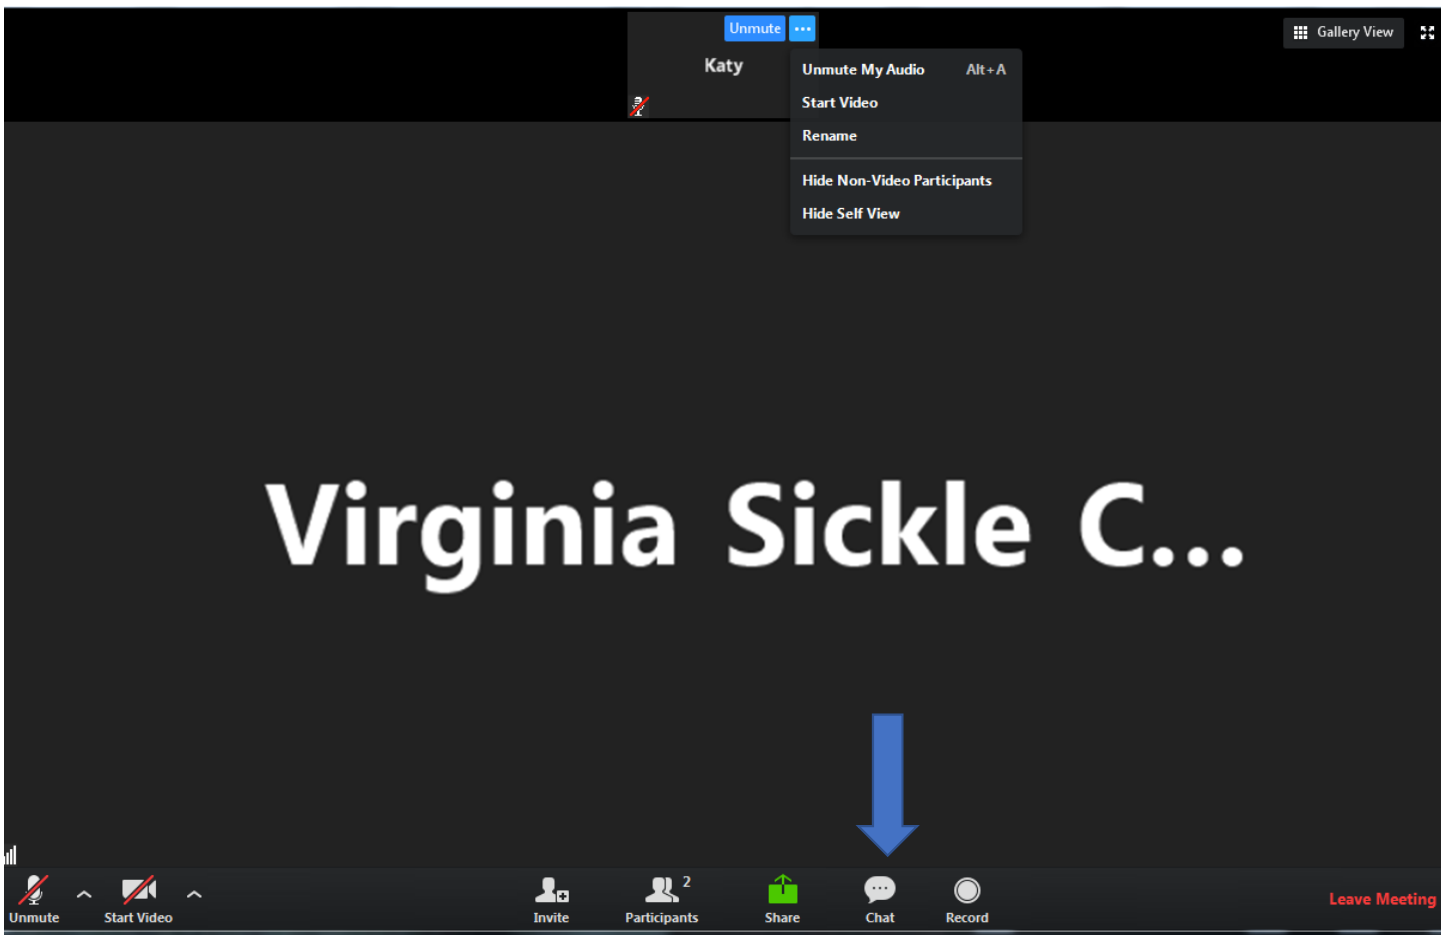 Unmute
Gallery View
Katy
Unmute My Audio Alt+A
Start Video
Rename
Hide Non-Video Participants
Hide Self View
Virginia Sickle C...
2
Unmute
Start Video
Invite
Participants
Share
Chat
Record
Leave Meeting